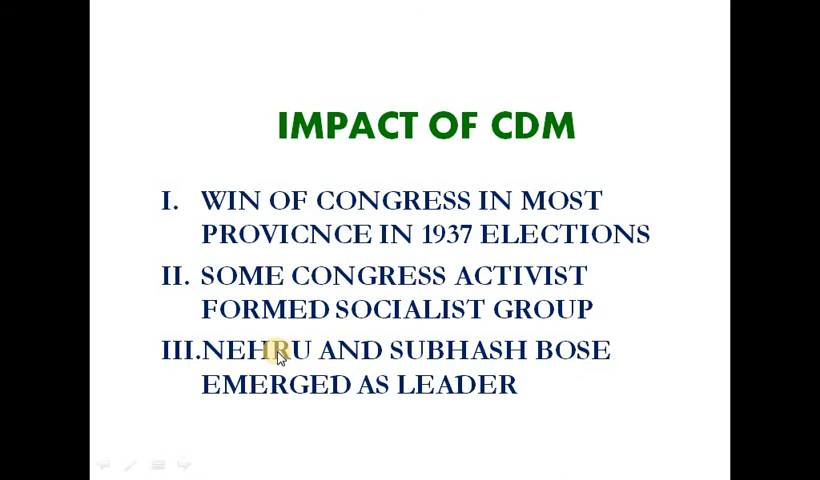 IMPACT OF CDM
I. WIN OF CONGRESS IN MOST
PROVICNCE IN 1937 ELECTIONS
II. SOME CONGRESS ACTIVIST
FORMED SOCIALIST GROUP
III.NEHRU AND SUBHASH BOSE
EMERGED AS LEADER